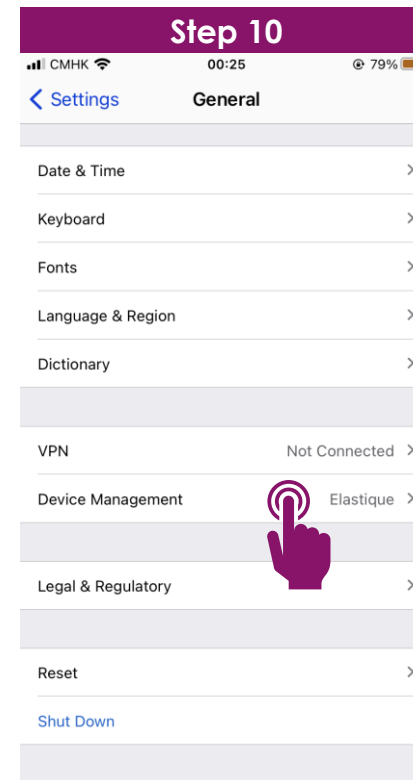 Step 10
CMHK 00:25 79%
Settings General
Date & Time
Keyboard
Fonts
Language & Region
Dictionary
VPN Not Connected
Device Management Elastique
Legal & Regulatory
Reset
Shut Down